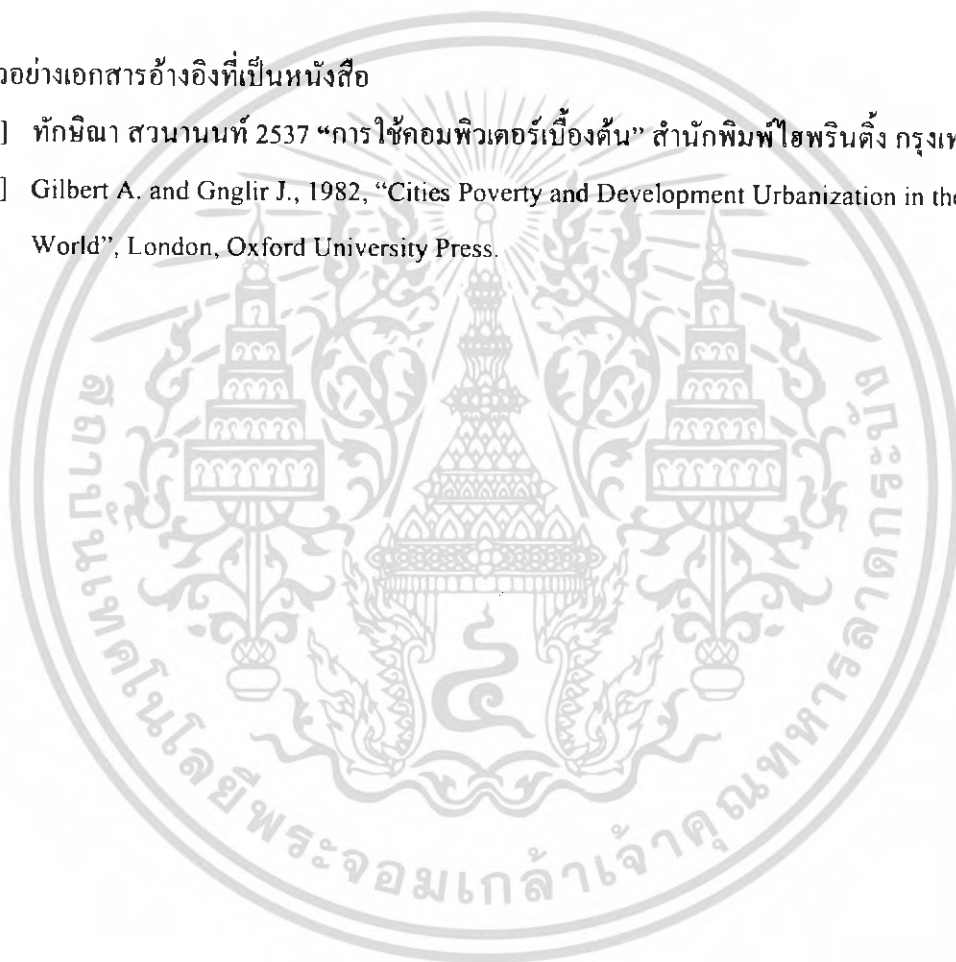 วอย่างเอกสารอ้างอิงที่เป็นหนังสือ
] ทักษิณา สวนานนท์ 2537 “การใช้คอมพิวเตอร์เบื้องต้น” สำนักพิมพ์ไฮพรินติ้ง กรุงเท
] Gilbert A. and Gnglir J., 1982, “Cities Poverty and Development Urbanization in the
World”, London, Oxford University Press.
สถาบันเทคโนโลยีพระจอมเกล้าเจ้าคุณทหารลาดกระบัง
๔